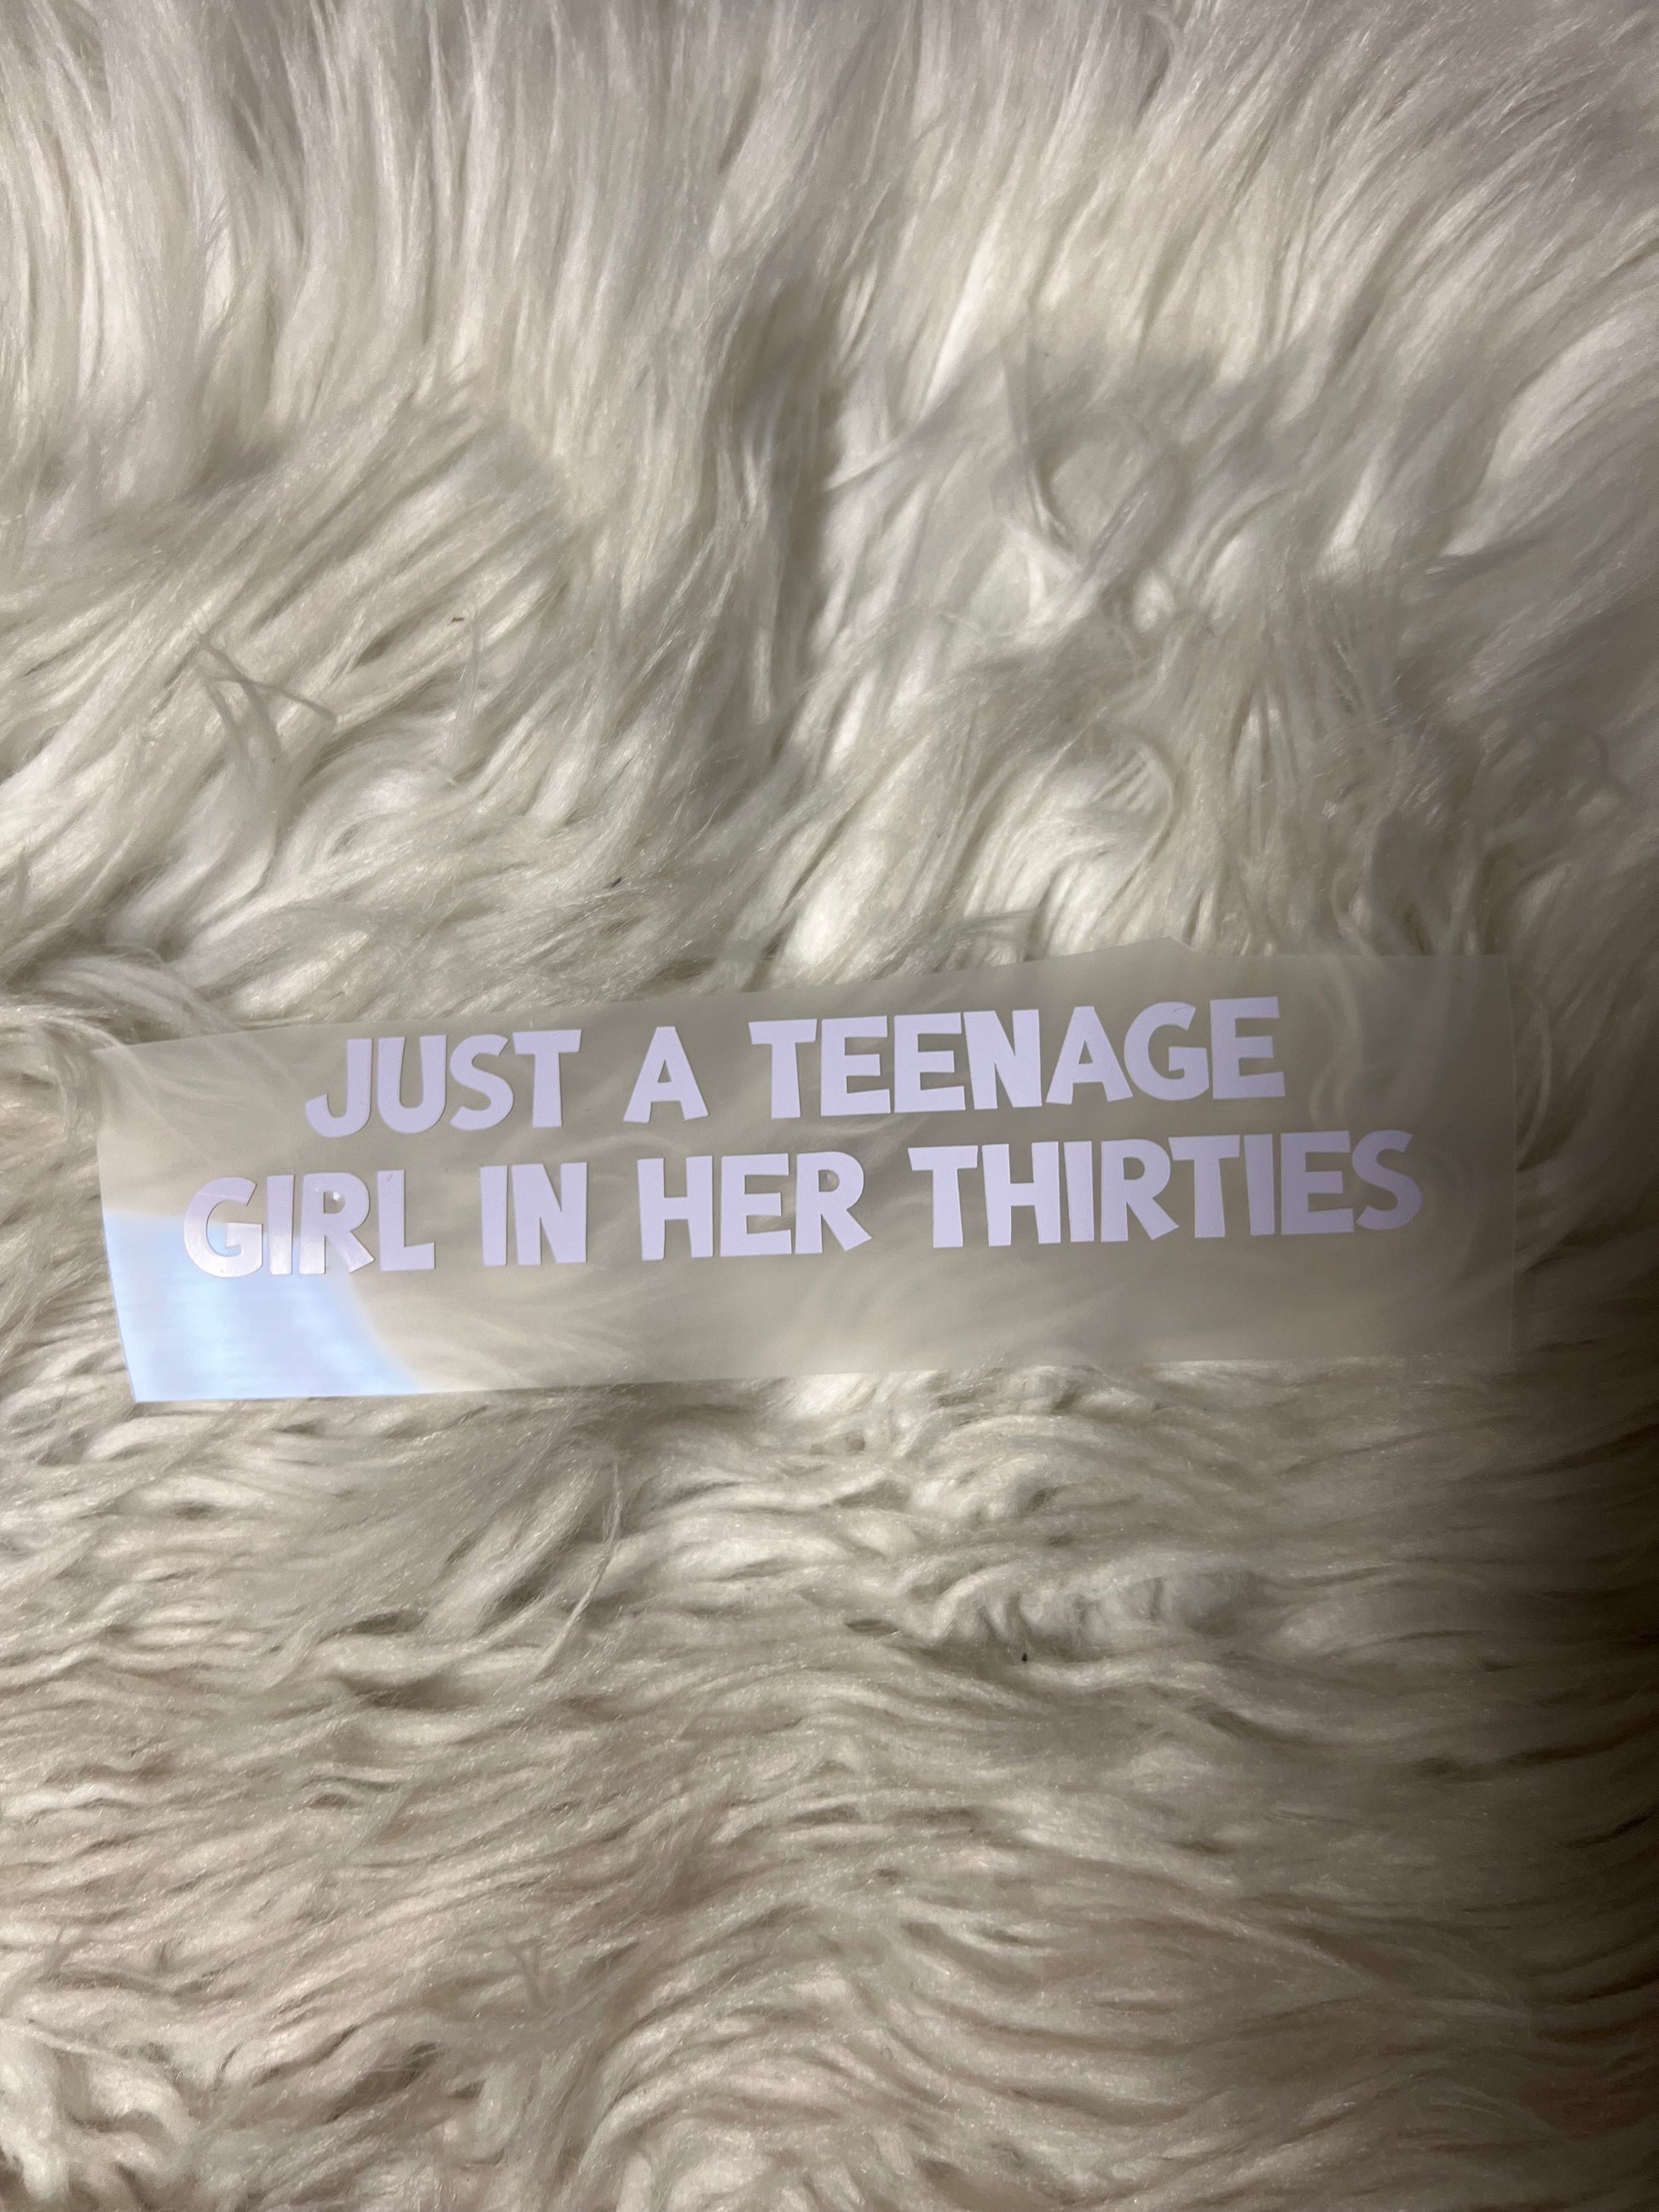 JUST A TEENAGE
GIRL IN HER THIRTIES